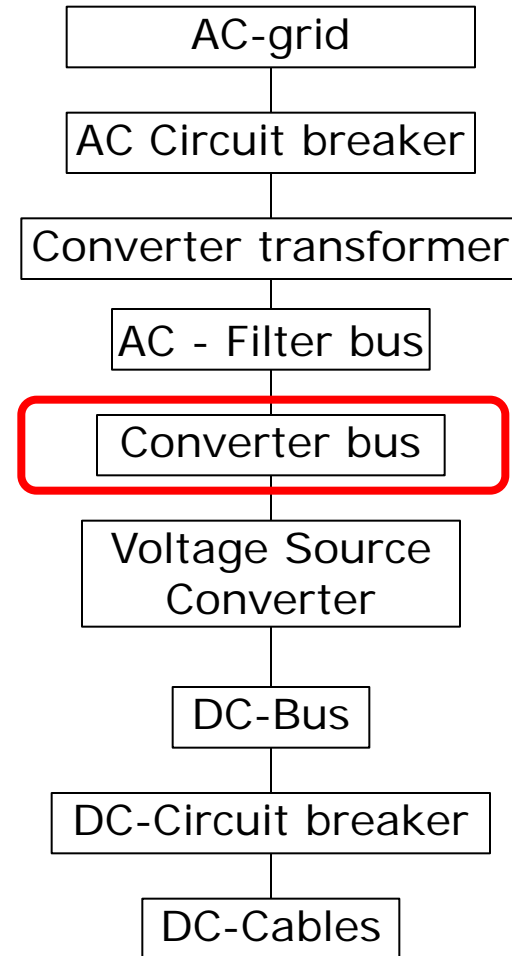 AC-grid
AC Circuit breaker
Converter transformer
AC - Filter bus
Converter bus
Voltage Source
Converter
DC-Bus
DC-Circuit breaker
DC-Cables